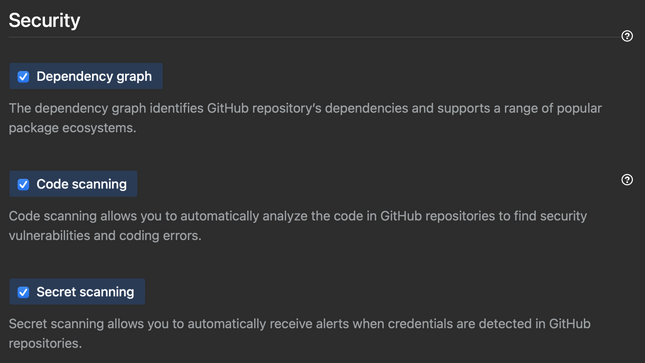 Security
Dependency graph
The dependency graph identifies GitHub repository's dependencies and supports a range of popular
package ecosystems.
Code scanning
Code scanning allows you to automatically analyze the code in GitHub repositories to find security
vulnerabilities and coding errors.
Secret scanning
Secret scanning allows you to automatically receive alerts when credentials are detected in GitHub
repositories.